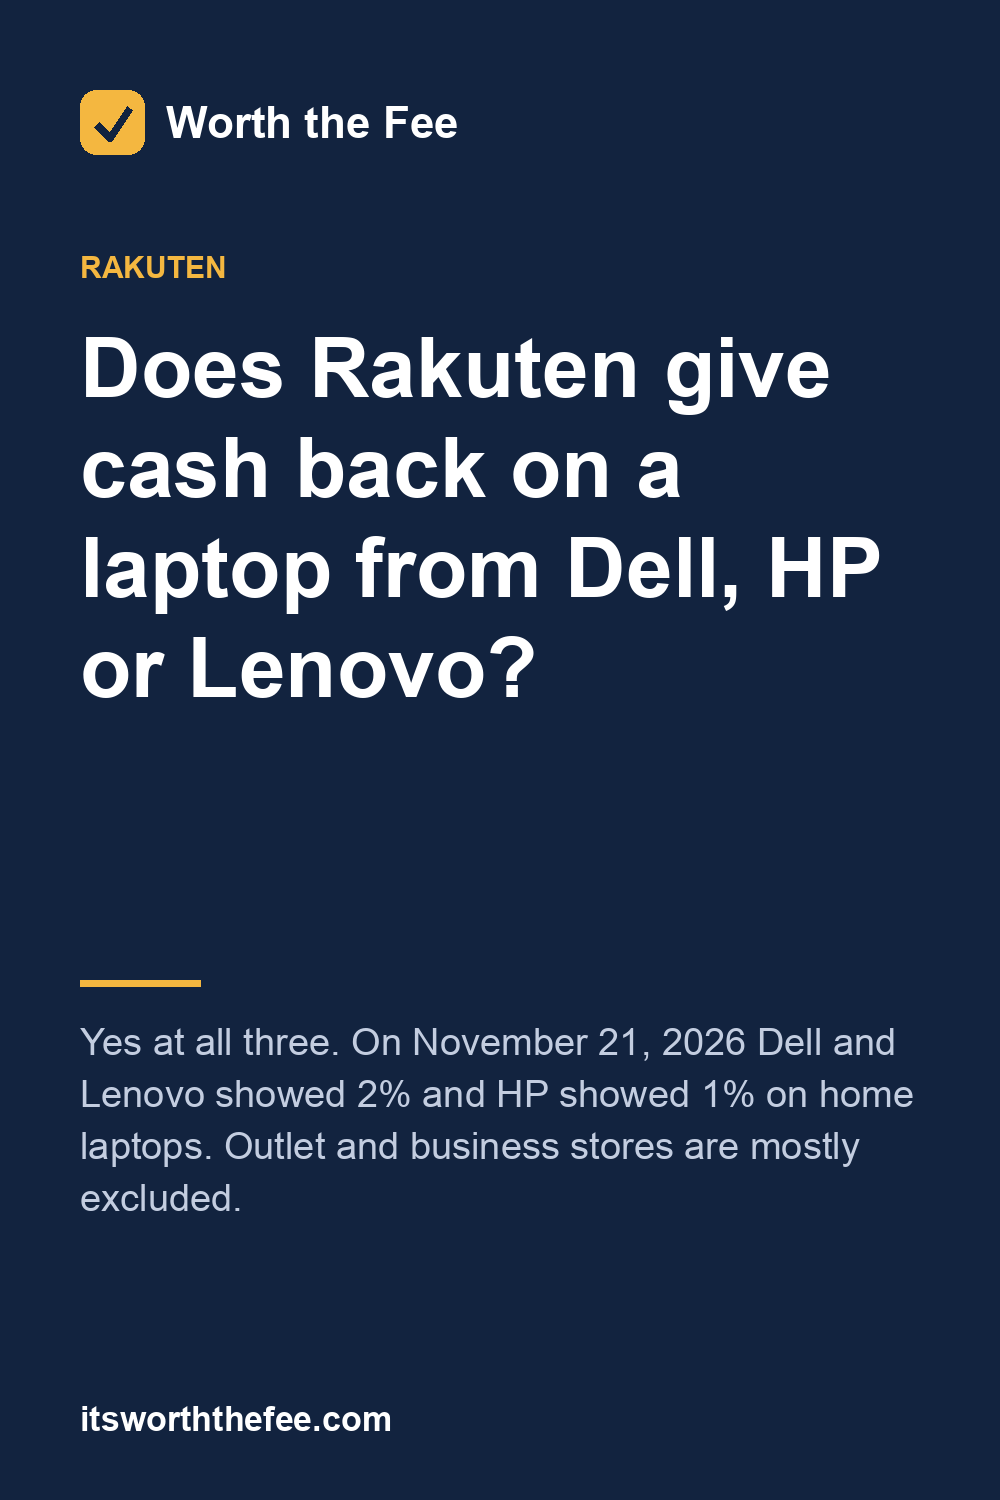 Worth the Fee
RAKUTEN
Does Rakuten give
cash back on a
laptop from Dell, HP
or Lenovo?
Yes at all three. On November 21, 2026 Dell and
Lenovo showed 2% and HP showed 1% on home
laptops. Outlet and business stores are mostly
excluded.
itsworththefee.com